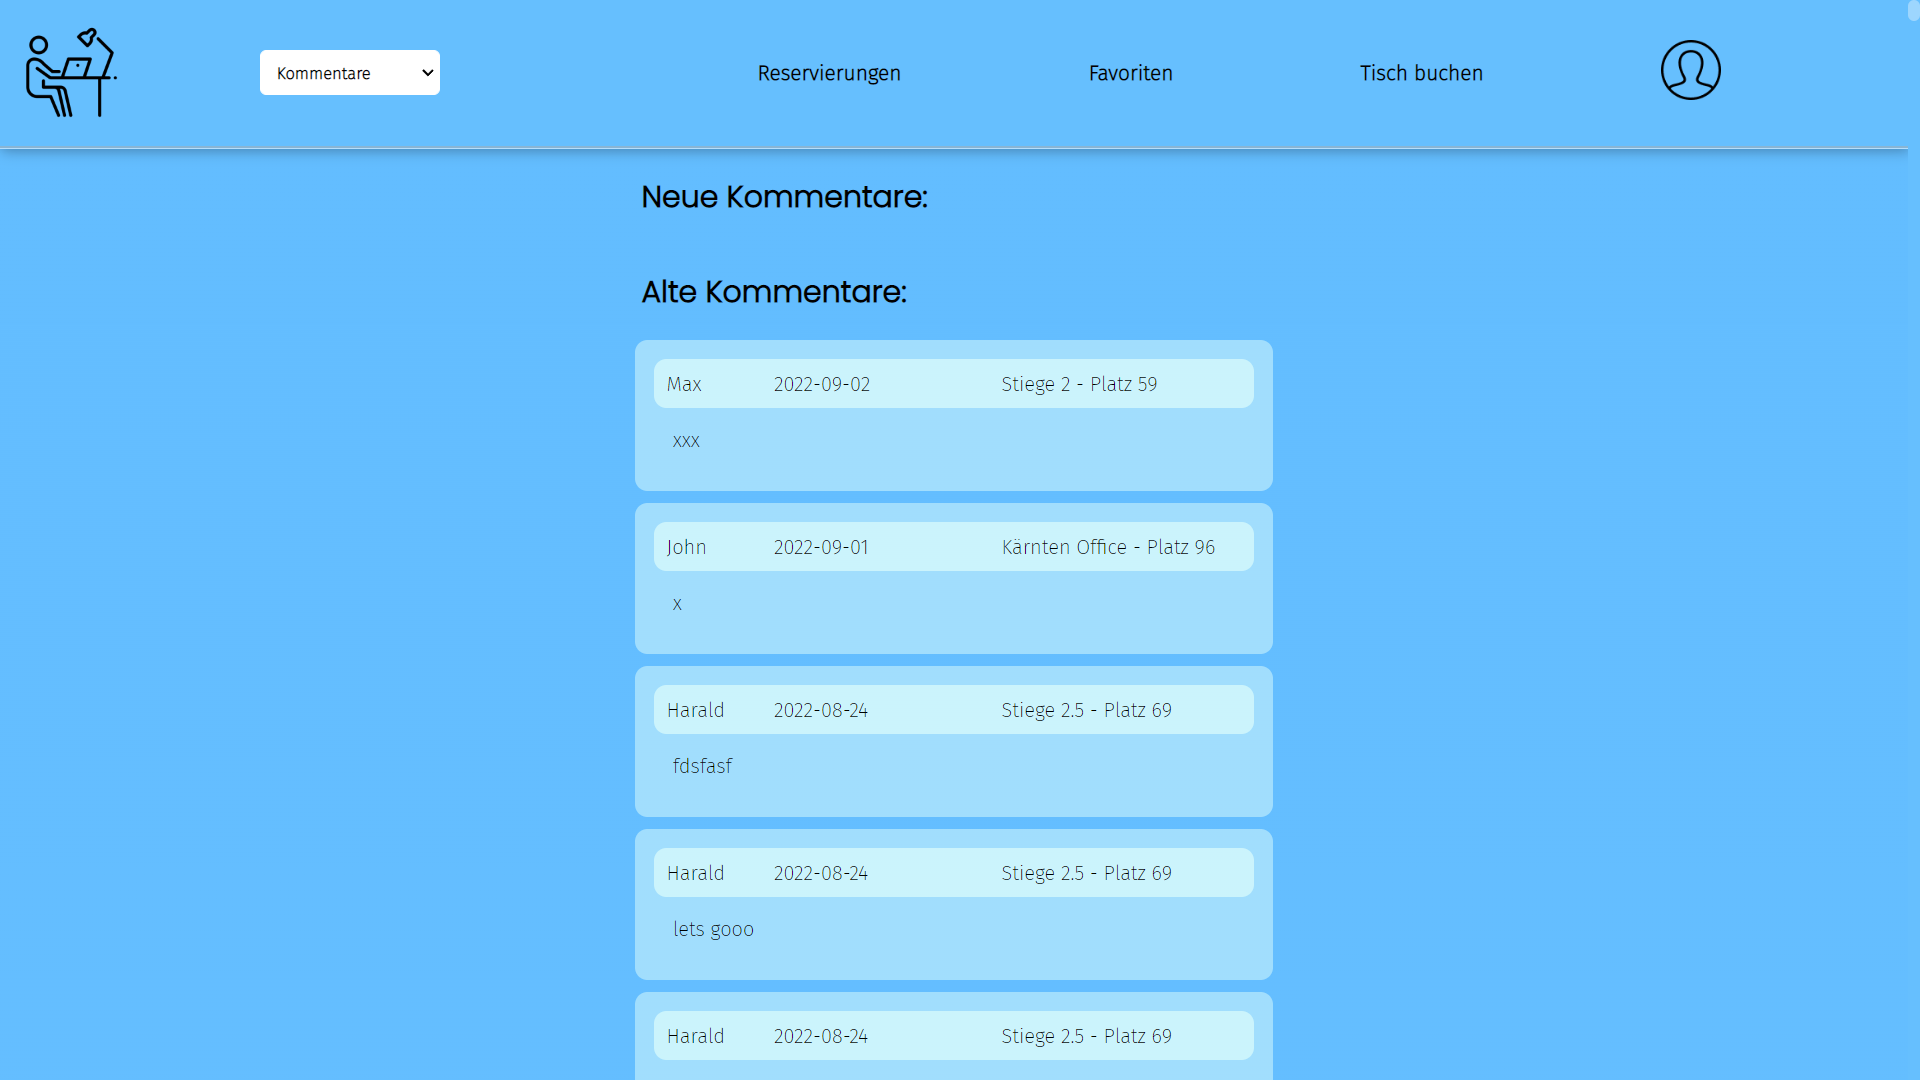 Kommentare
Reservierungen
Favoriten
Tisch buchen
Neue Kommentare:
Alte Kommentare:
Max 2022-09-02 Stiege 2 - Platz 59
xxx
John 2022-09-01 Kärnten Office - Platz 96
x
Harald 2022-08-24 Stiege 2.5 - Platz 69
fdsfasf
Harald 2022-08-24 Stiege 2.5 - Platz 69
lets gooo
Harald 2022-08-24 Stiege 2.5 - Platz 69